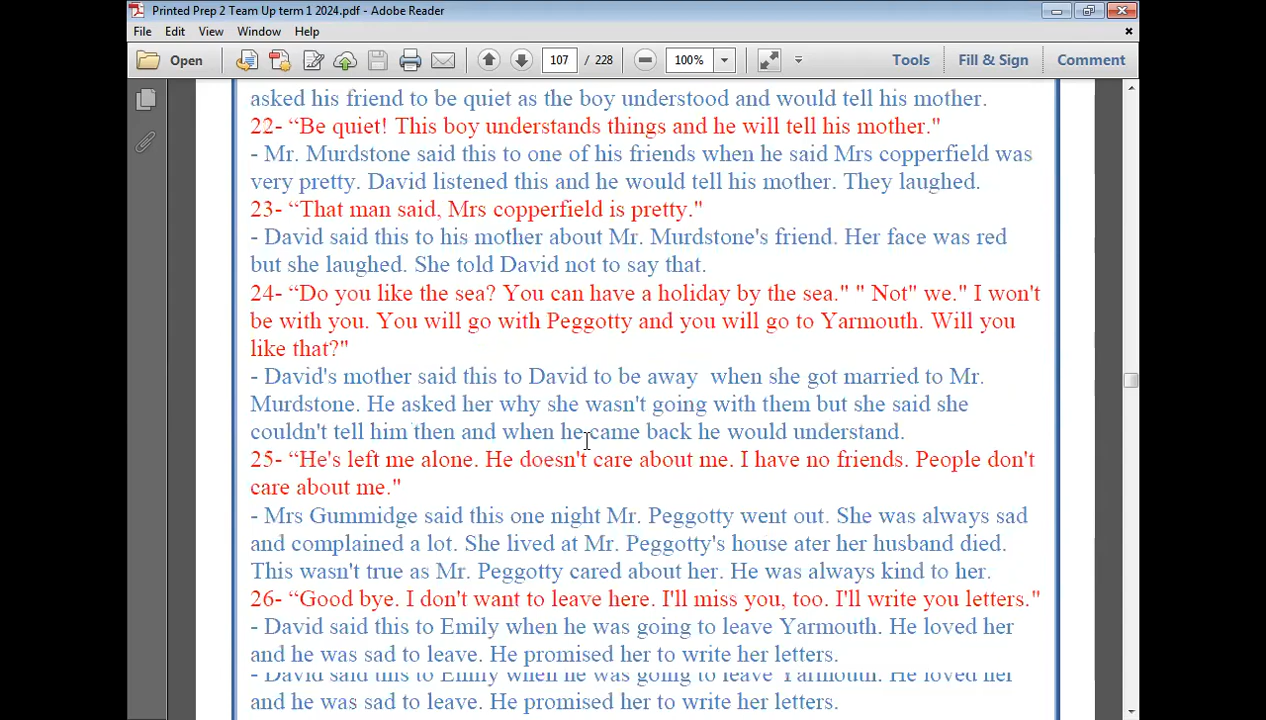 Printed Prep 2 Team Up term 1 2024.pdf - Adobe Reader
File Edit View Window Help
Open 107 / 228 100% Tools Fill & Sign Comment
asked his friend to be quiet as the boy understood and would tell his mother.
22- “Be quiet! This boy understands things and he will tell his mother."
- Mr. Murdstone said this to one of his friends when he said Mrs copperfield was
very pretty. David listened this and he would tell his mother. They laughed.
23- “That man said, Mrs copperfield is pretty."
- David said this to his mother about Mr. Murdstone's friend. Her face was red
but she laughed. She told David not to say that.
24- “Do you like the sea? You can have a holiday by the sea." " Not" we." I won't
be with you. You will go with Peggotty and you will go to Yarmouth. Will you
like that?"
- David's mother said this to David to be away  when she got married to Mr.
Murdstone. He asked her why she wasn't going with them but she said she
couldn't tell him then and when he came back he would understand.
25- “He's left me alone. He doesn't care about me. I have no friends. People don't
care about me."
- Mrs Gummidge said this one night Mr. Peggotty went out. She was always sad
and complained a lot. She lived at Mr. Peggotty's house ater her husband died.
This wasn't true as Mr. Peggotty cared about her. He was always kind to her.
26- “Good bye. I don't want to leave here. I'll miss you, too. I'll write you letters."
- David said this to Emily when he was going to leave Yarmouth. He loved her
and he was sad to leave. He promised her to write her letters.
- David said this to Emily when he was going to leave Yarmouth. He loved her
and he was sad to leave. He promised her to write her letters.